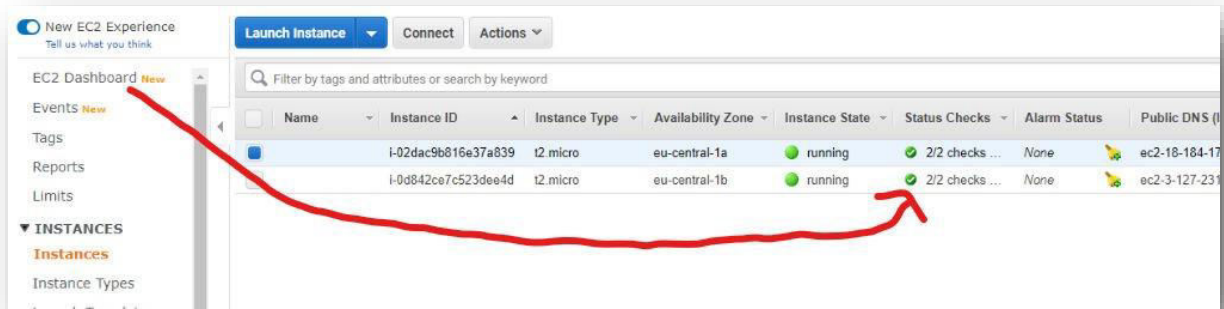 New EC2 Experience
Tell us what you think
EC2 Dashboard New
Events New
Tags
Reports
Limits
INSTANCES
Instances
Instance Types
Launch Instance Connect Actions
Filter by tags and attributes or search by keyword
Name Instance ID Instance Type Availability Zone Instance State Status Checks Alarm Status Public DNS (I
i-02dac9b816e37a839 t2.micro eu-central-1a running 2/2 checks ... None ec2-18-184-17
i-0d842ce7c523dee4d t2.micro eu-central-1b running 2/2 checks ... None ec2-3-127-231